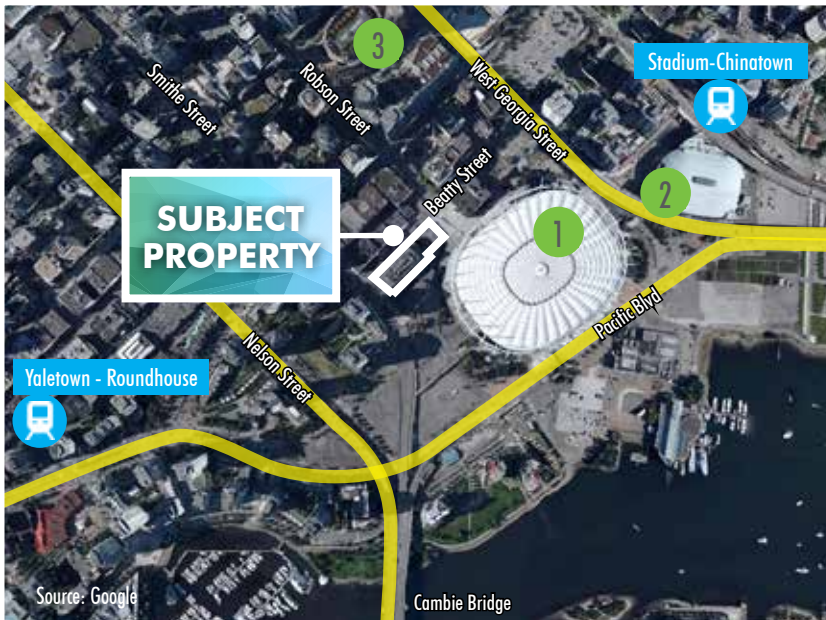 3
Stadium-Chinatown
Smithe Street
Robson Street
West Georgia Street
Beatty Street
2
SUBJECT
PROPERTY
1
Pacific Blvd
Nelson Street
Yaletown - Roundhouse
Source: Google
Cambie Bridge